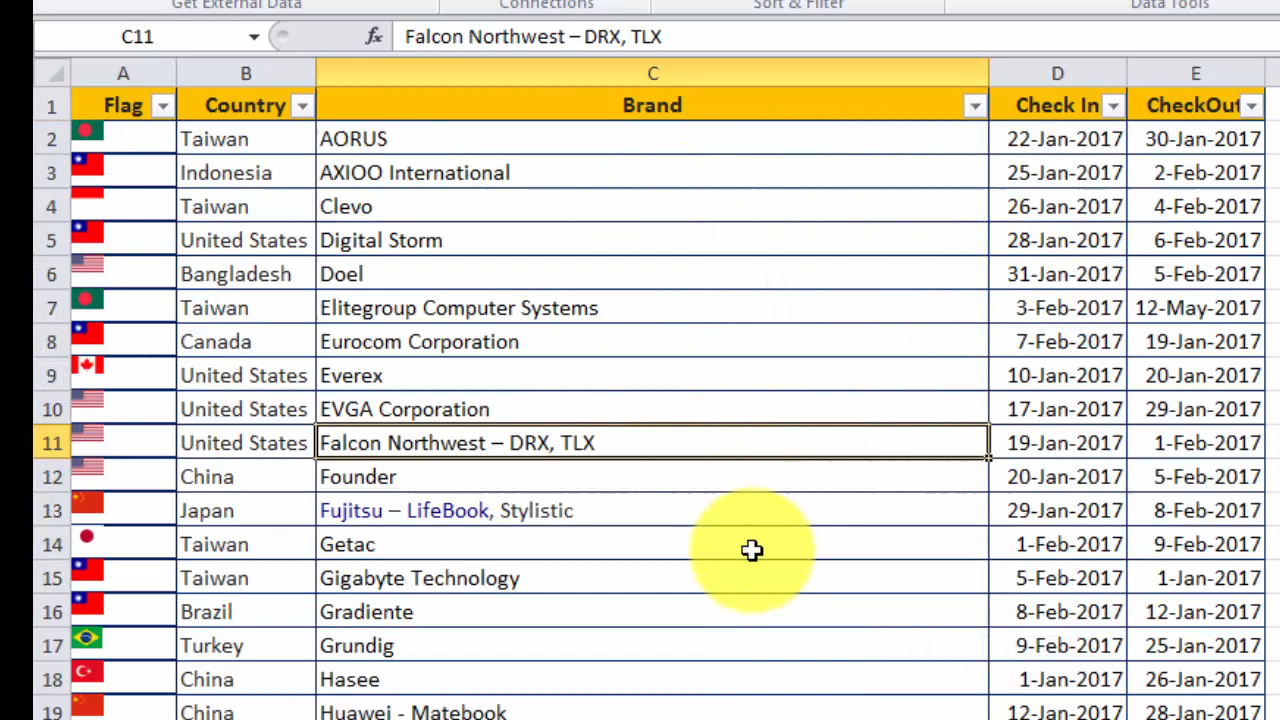 Get External Data Connections Sort & Filter Data Tools
C11 fx Falcon Northwest – DRX, TLX
A B C D E
1 Flag Country Brand Check In CheckOut
2 Taiwan AORUS 22-Jan-2017 30-Jan-2017
3 Indonesia AXIOO International 25-Jan-2017 2-Feb-2017
4 Taiwan Clevo 26-Jan-2017 4-Feb-2017
5 United States Digital Storm 28-Jan-2017 6-Feb-2017
6 Bangladesh Doel 31-Jan-2017 5-Feb-2017
7 Taiwan Elitegroup Computer Systems 3-Feb-2017 12-May-2017
8 Canada Eurocom Corporation 7-Feb-2017 19-Jan-2017
9 United States Everex 10-Jan-2017 20-Jan-2017
10 United States EVGA Corporation 17-Jan-2017 29-Jan-2017
11 United States Falcon Northwest – DRX, TLX 19-Jan-2017 1-Feb-2017
12 China Founder 20-Jan-2017 5-Feb-2017
13 Japan Fujitsu – LifeBook, Stylistic 29-Jan-2017 8-Feb-2017
14 Taiwan Getac 1-Feb-2017 9-Feb-2017
15 Taiwan Gigabyte Technology 5-Feb-2017 1-Jan-2017
16 Brazil Gradiente 8-Feb-2017 12-Jan-2017
17 Turkey Grundig 9-Feb-2017 25-Jan-2017
18 China Hasee 1-Jan-2017 26-Jan-2017
19 China Huawei - Matebook 12-Jan-2017 28-Jan-2017